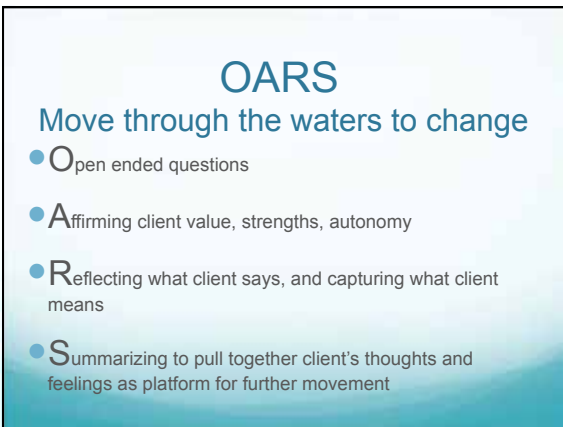 OARS
Move through the waters to change
Open ended questions
Affirming client value, strengths, autonomy
Reflecting what client says, and capturing what client
means
Summarizing to pull together client's thoughts and
feelings as platform for further movement